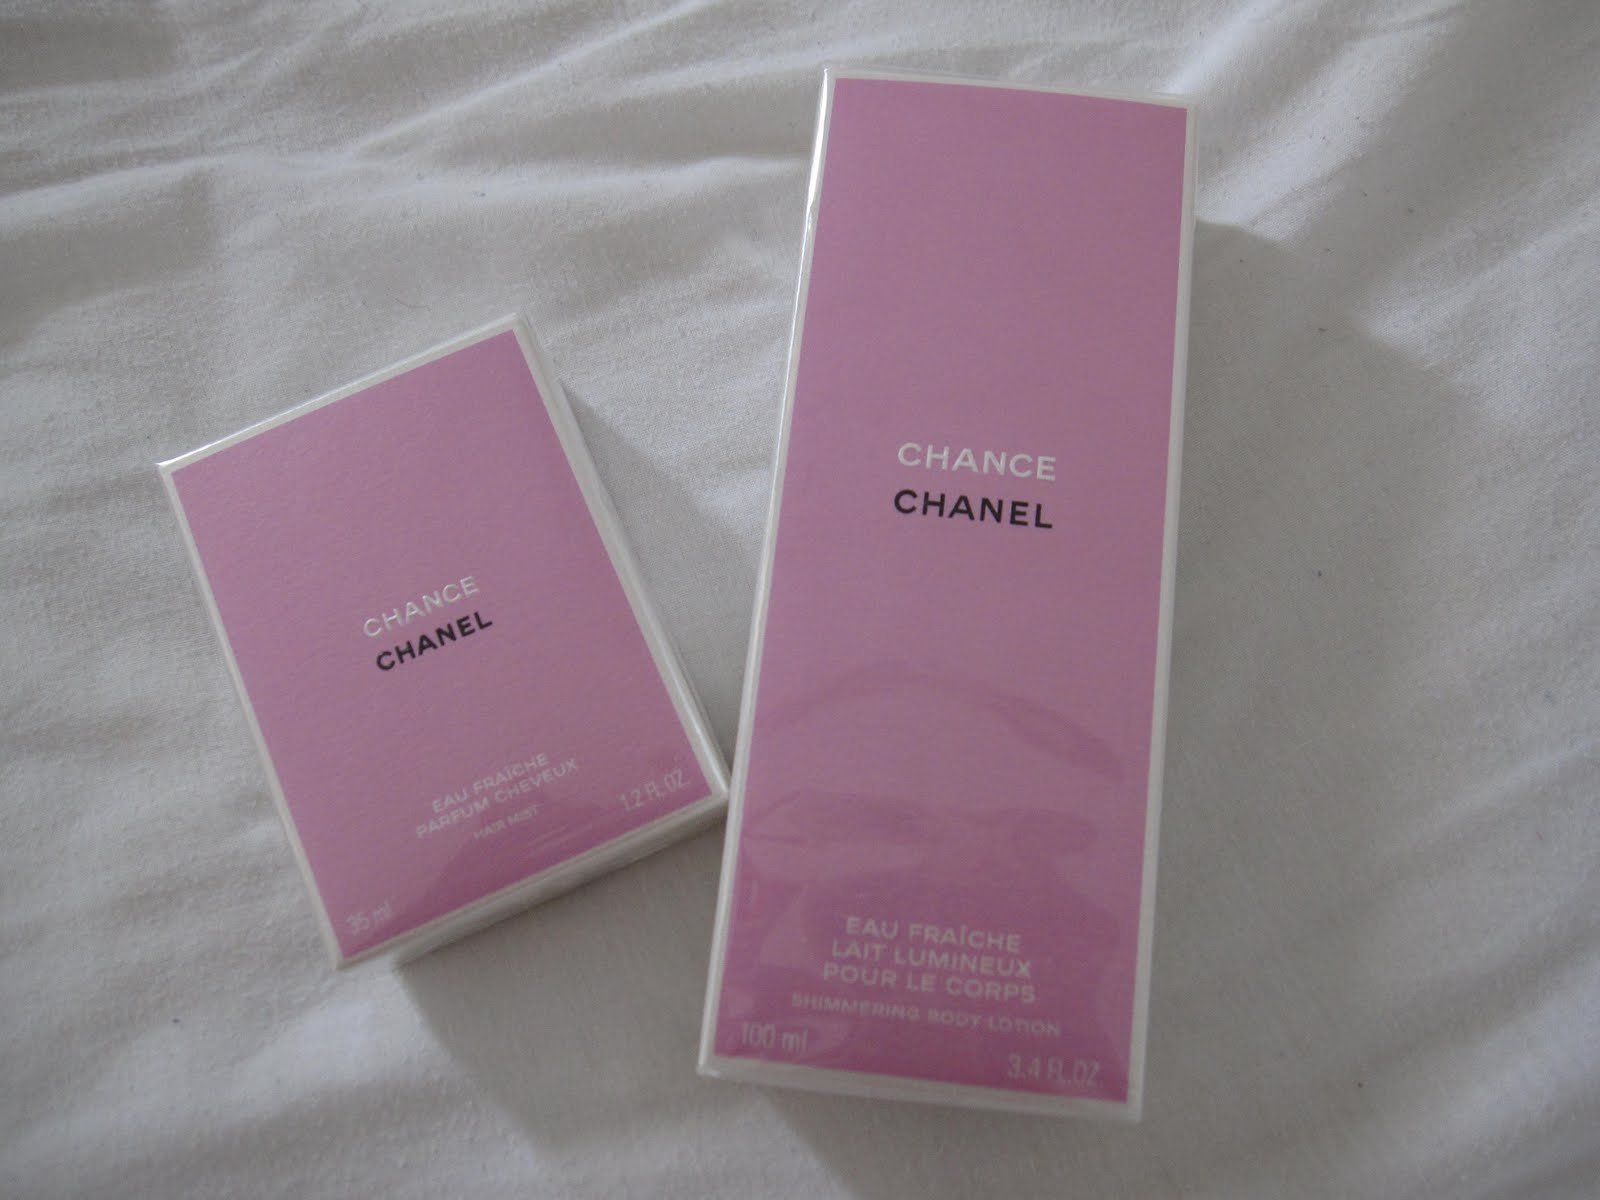 CHANCE
CHANEL
EAU FRAÎCHE
PARFUM CHEVEUX
HAIR MIST
35 ml
1.2 FL.OZ
CHANCE
CHANEL
EAU FRAÎCHE
LAIT LUMINEUX
POUR LE CORPS
SHIMMERING BODY LOTION
100 ml
3.4 FL.OZ